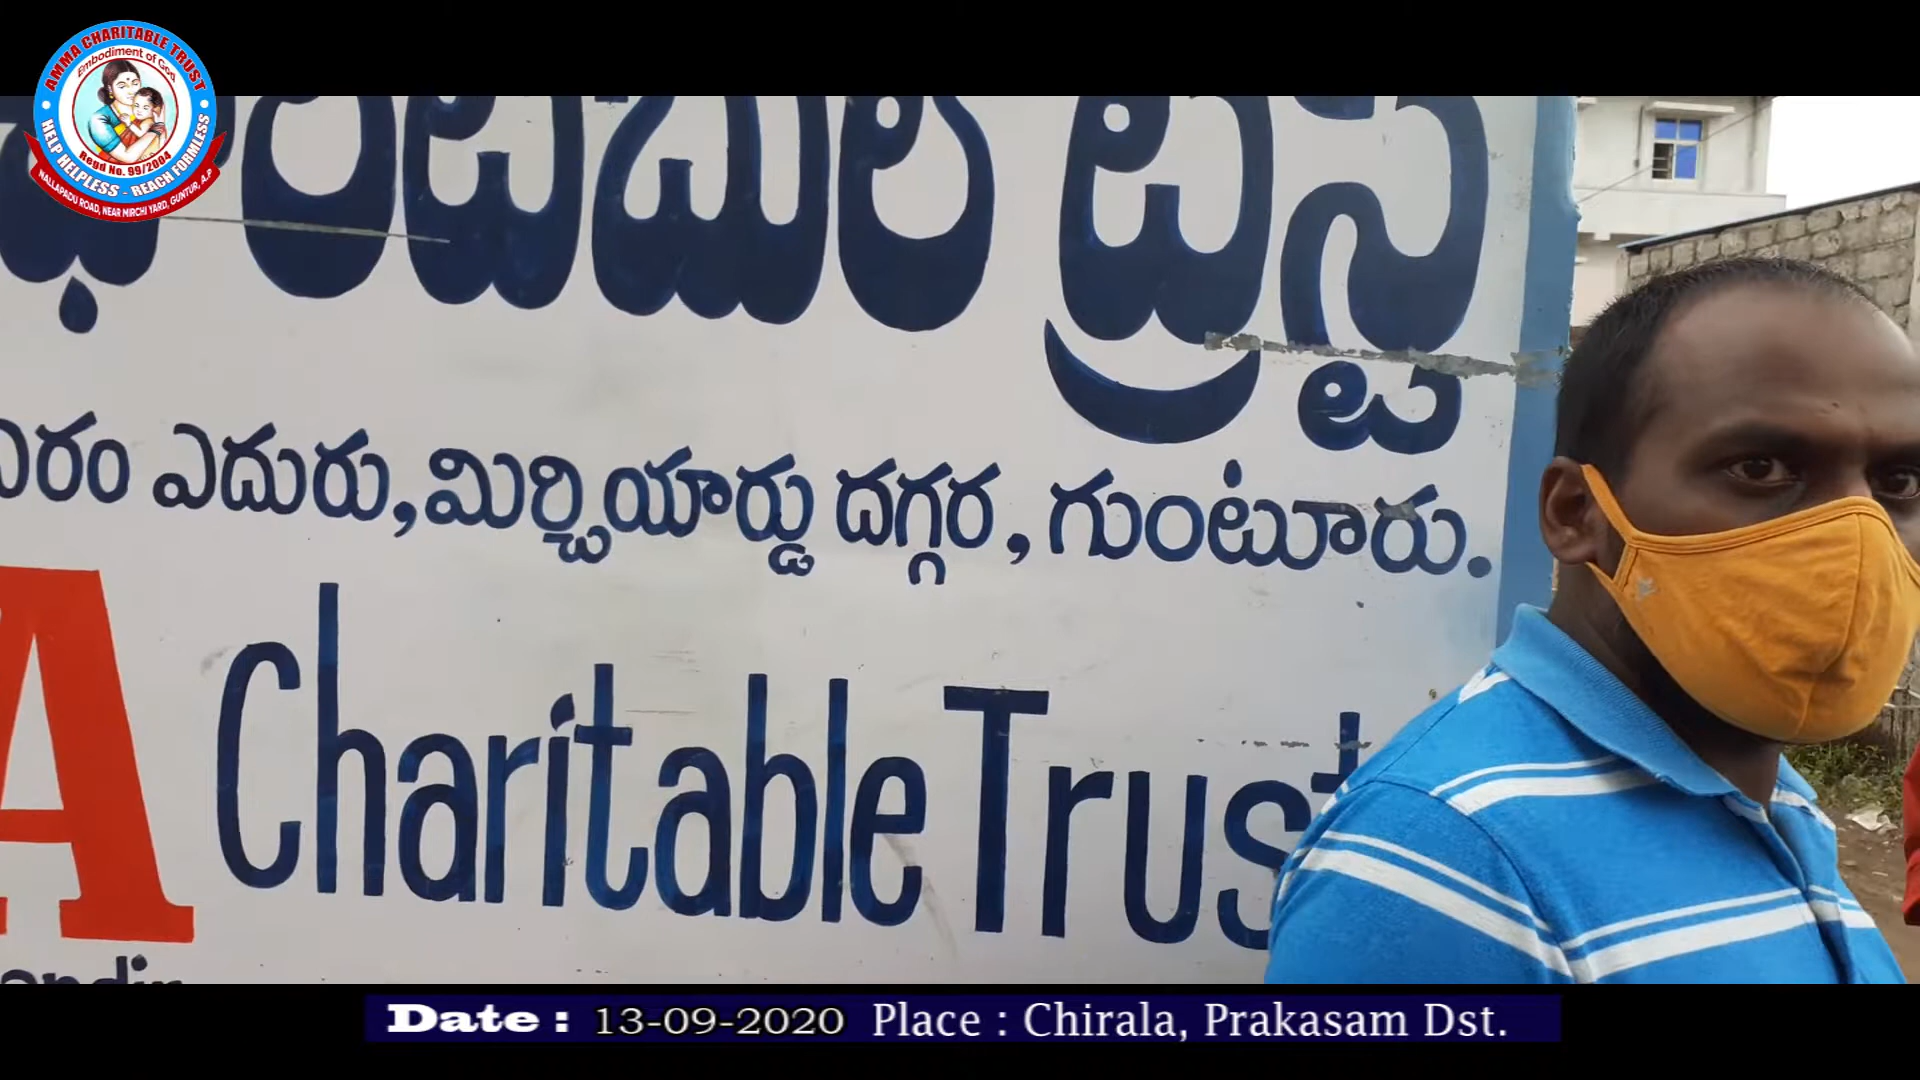 AMMA CHARITABLE TRUST
Embodiment of God
Regd No. 99/2004
HELP HELPLESS - REACH FORMLESS
NALLAPADU ROAD, NEAR MIRCHI YARD, GUNTUR, A.P
ట్రస్ట్
ఎదురు, మిర్చియార్డు దగ్గర, గుంటూరు.
A Charitable Trust
Date : 13-09-2020 Place : Chirala, Prakasam Dst.